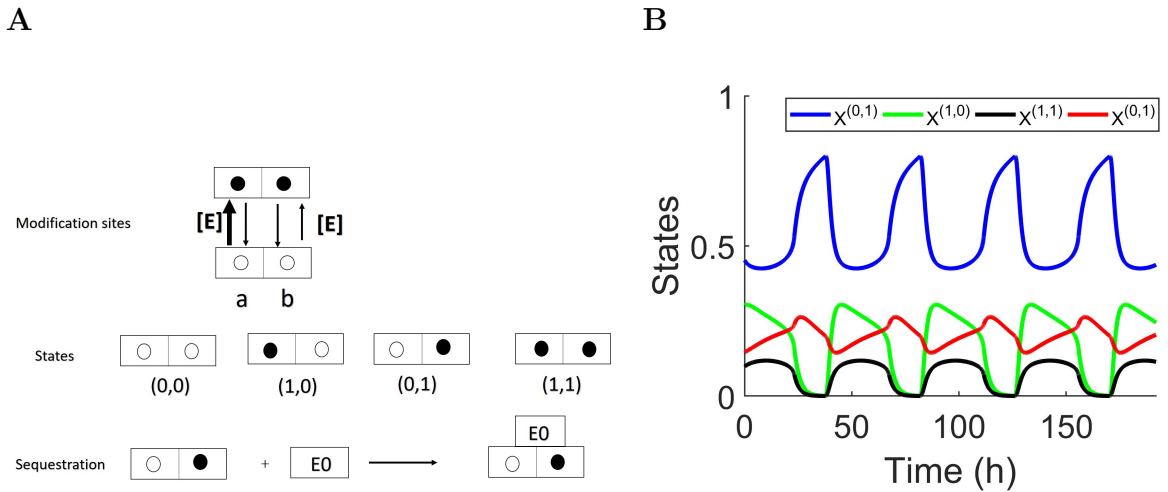 A
B
[E]
[E]
Modification sites
a b
States
(0,0) (1,0) (0,1) (1,1)
E0
Sequestration + E0
1
0.5
0
States
X(0,1) X(1,0) X(1,1) X(0,1)
0 50 100 150
Time (h)